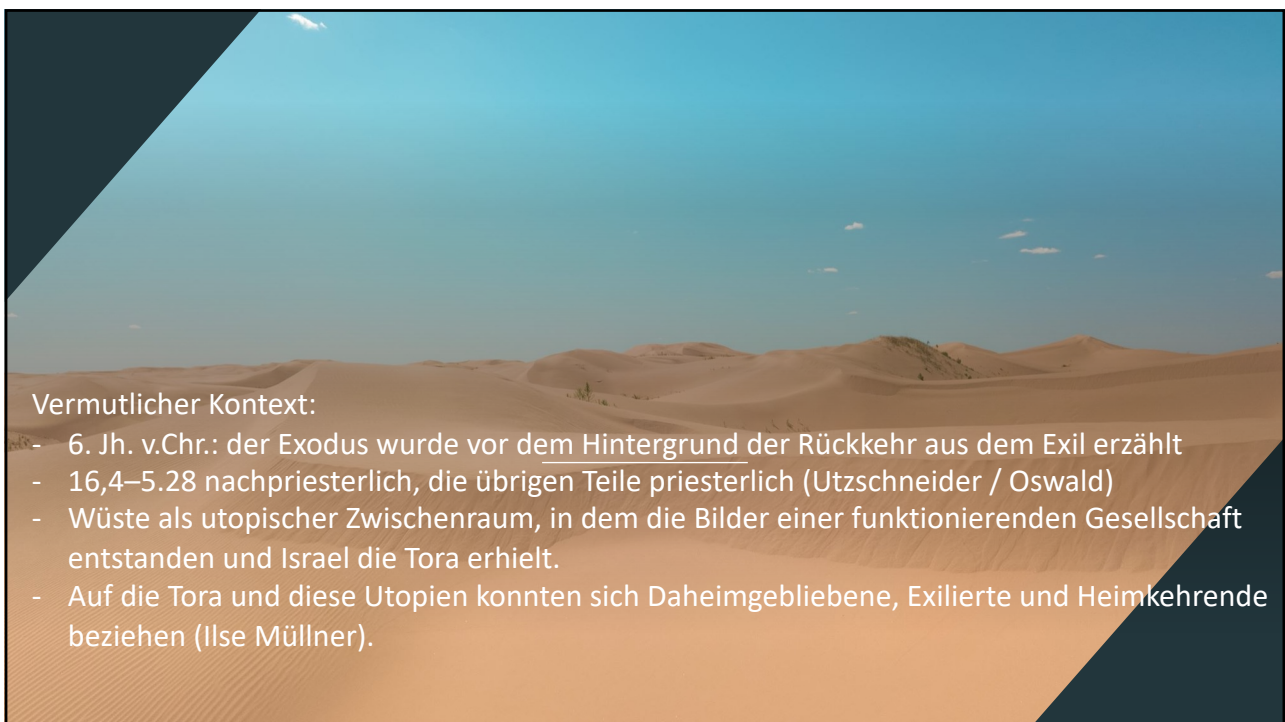 Vermutlicher Kontext:
- 6. Jh. v.Chr.: der Exodus wurde vor dem Hintergrund der Rückkehr aus dem Exil erzählt
- 16,4–5.28 nachpriesterlich, die übrigen Teile priesterlich (Utzschneider / Oswald)
- Wüste als utopischer Zwischenraum, in dem die Bilder einer funktionierenden Gesellschaft
entstanden und Israel die Tora erhielt.
- Auf die Tora und diese Utopien konnten sich Daheimgebliebene, Exilierte und Heimkehrende
beziehen (Ilse Müllner).